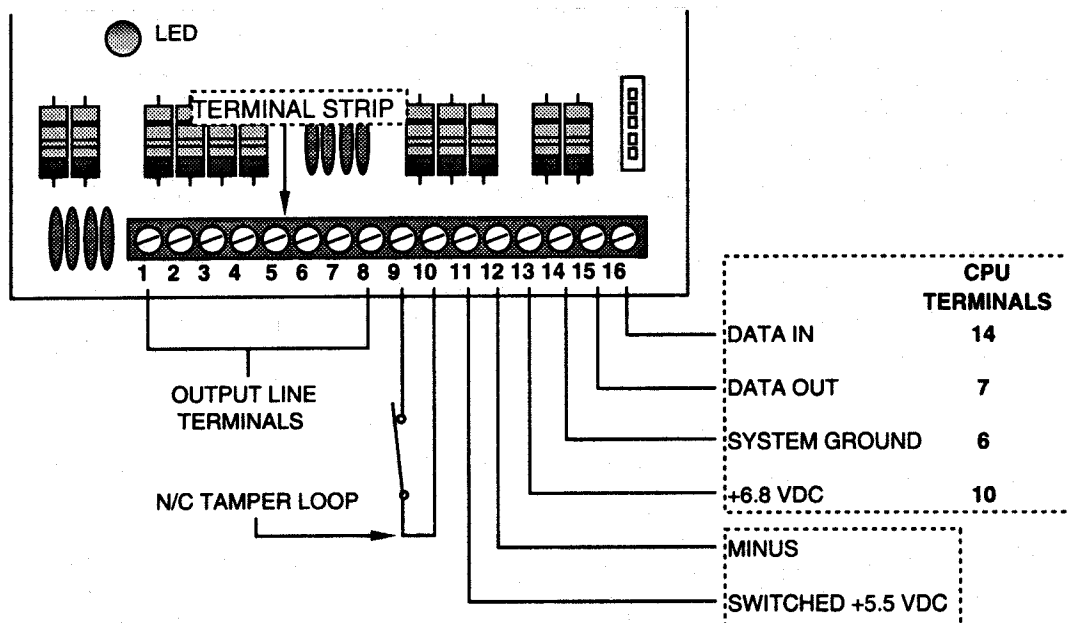 LED
TERMINAL STRIP
1 2 3 4 5 6 7 8 9 10 11 12 13 14 15 16
OUTPUT LINE
TERMINALS
N/C TAMPER LOOP
CPU
TERMINALS
DATA IN 14
DATA OUT 7
SYSTEM GROUND 6
+6.8 VDC 10
MINUS
SWITCHED +5.5 VDC